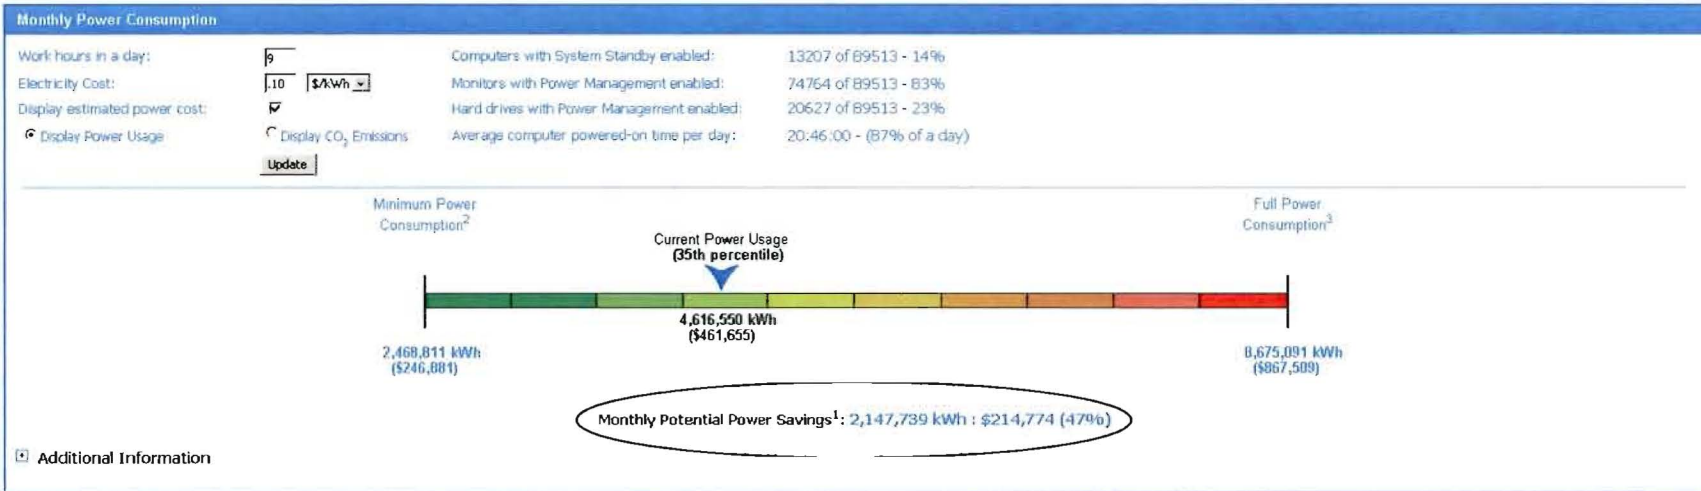 Monthly Power Consumption
Work hours in a day: 9 Computers with System Standby enabled: 13207 of 89513 - 14%
Electricity Cost: .10 $/kWh Monitors with Power Management enabled: 74764 of 89513 - 83%
Display estimated power cost: Hard drives with Power Management enabled: 20627 of 89513 - 23%
Display Power Usage Display CO₂ Emissions Average computer powered-on time per day: 20:46:00 - (87% of a day)
Update
Minimum Power Full Power
Consumption² Consumption³
Current Power Usage
(35th percentile)
4,616,550 kWh
($461,655)
2,468,811 kWh 8,675,091 kWh
($246,881) ($867,509)
Monthly Potential Power Savings¹: 2,147,739 kWh : $214,774 (47%)
Additional Information